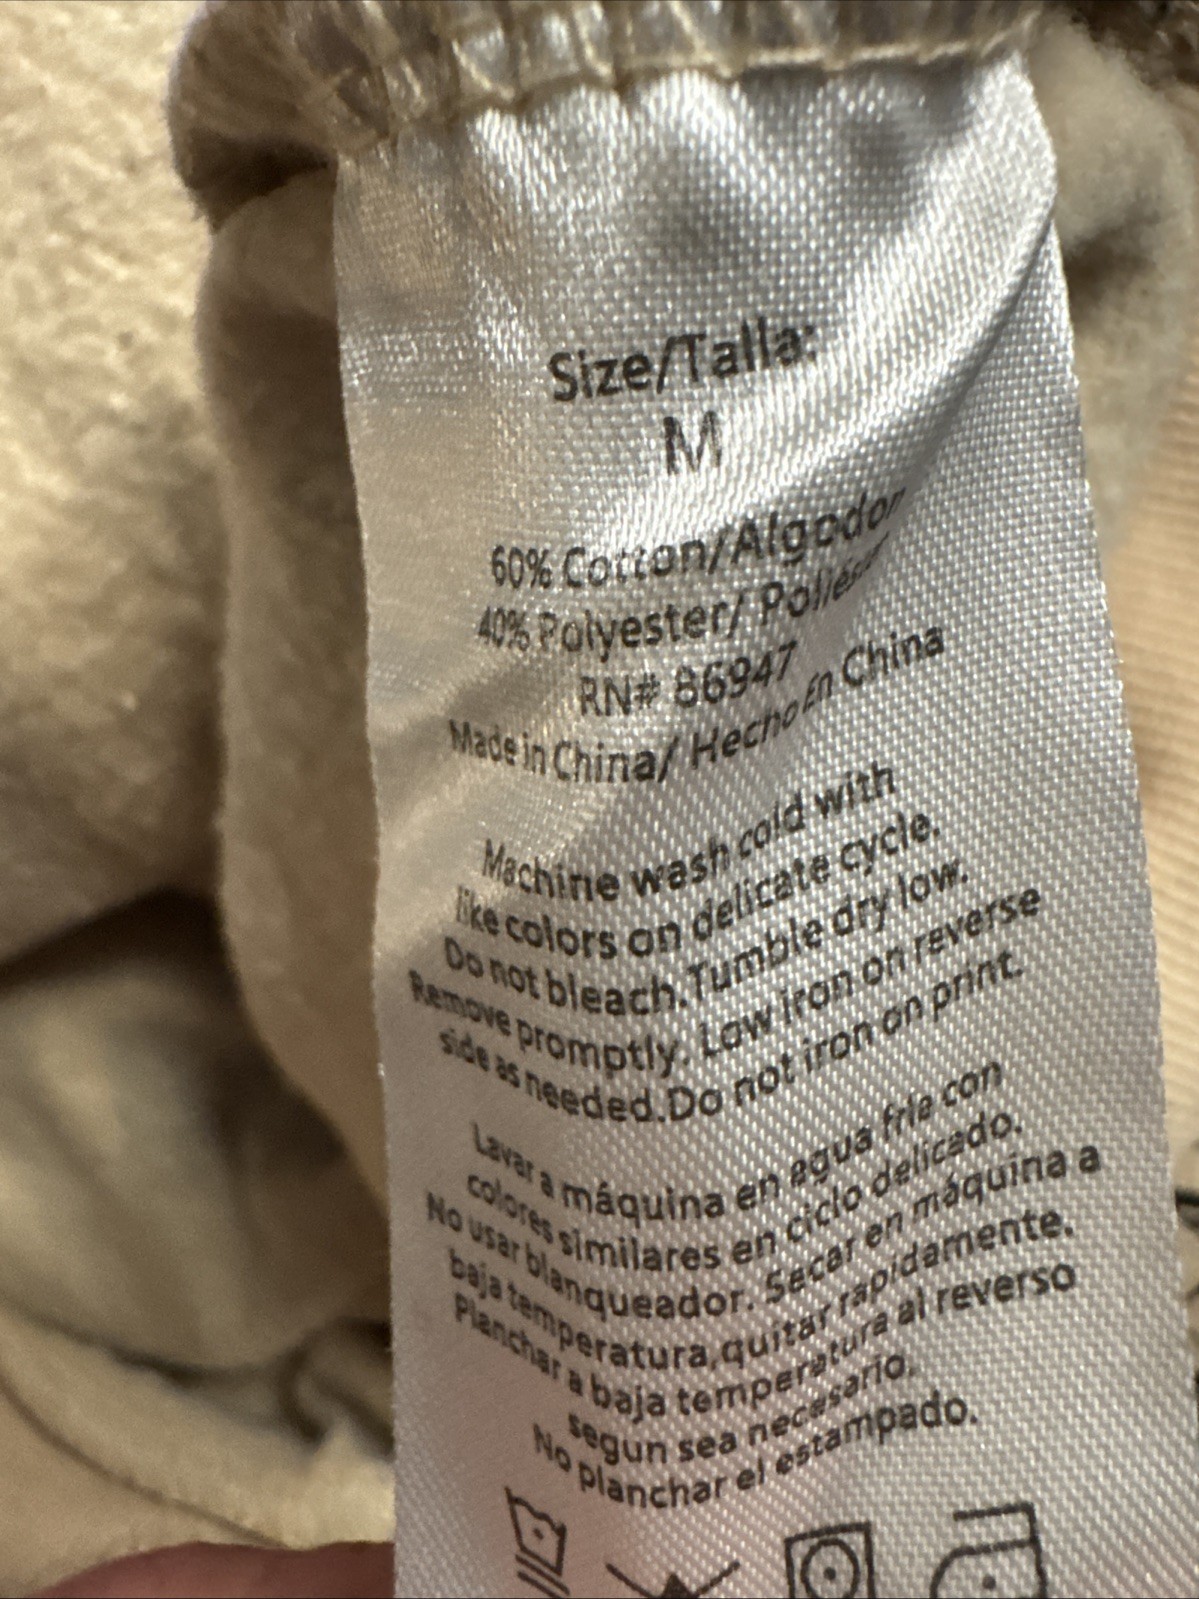 Size/Talla:
M
60% Cotton/Algodon
40% Polyester/ Poliéster
RN# 86947
Made in China/ Hecho En China
Machine wash cold with
like colors on delicate cycle.
Do not bleach.Tumble dry low.
Remove promptly. Low iron on reverse
side as needed.Do not iron on print.
Lavar a máquina en agua fria con
colores similares en ciclo delicado.
No usar blanqueador. Secar en máquina a
baja temperatura,quitar rapidamente.
Planchar a baja temperatura al reverso
segun sea necesario.
No planchar el estampado.